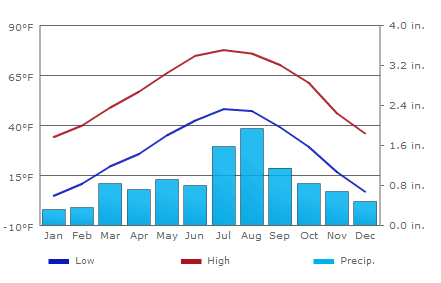 90°F
4.0 in.
65°F
3.2 in.
2.4 in.
40°F
1.6 in.
15°F
0.8 in.
-10°F
0.0 in.
Jan Feb Mar Apr May Jun Jul Aug Sep Oct Nov Dec
Low High Precip.